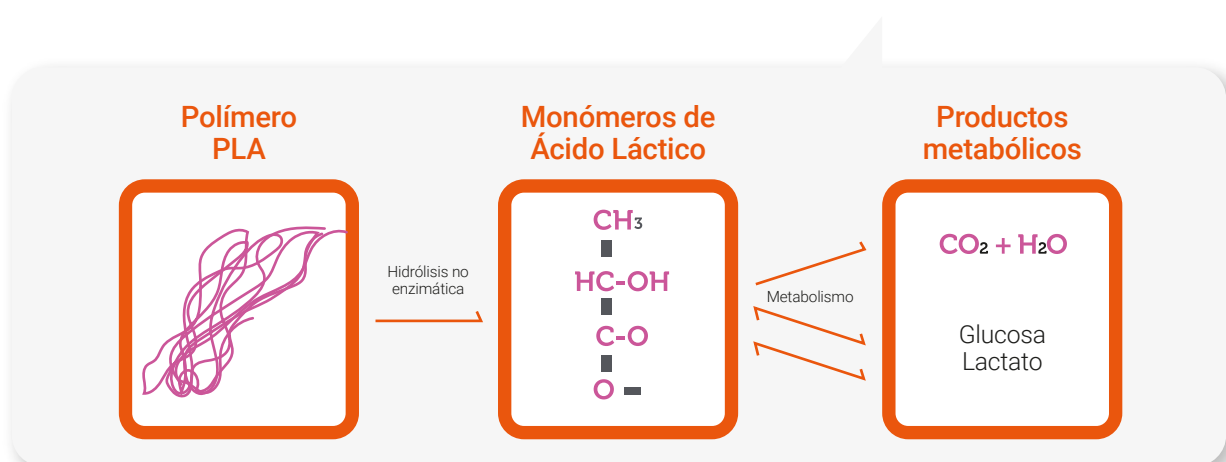 Polímero
PLA
Monómeros de
Ácido Láctico
Productos
metabólicos
Hidrólisis no
enzimática
CH3
HC-OH
C-O
O -
Metabolismo
CO2 + H2O
Glucosa
Lactato